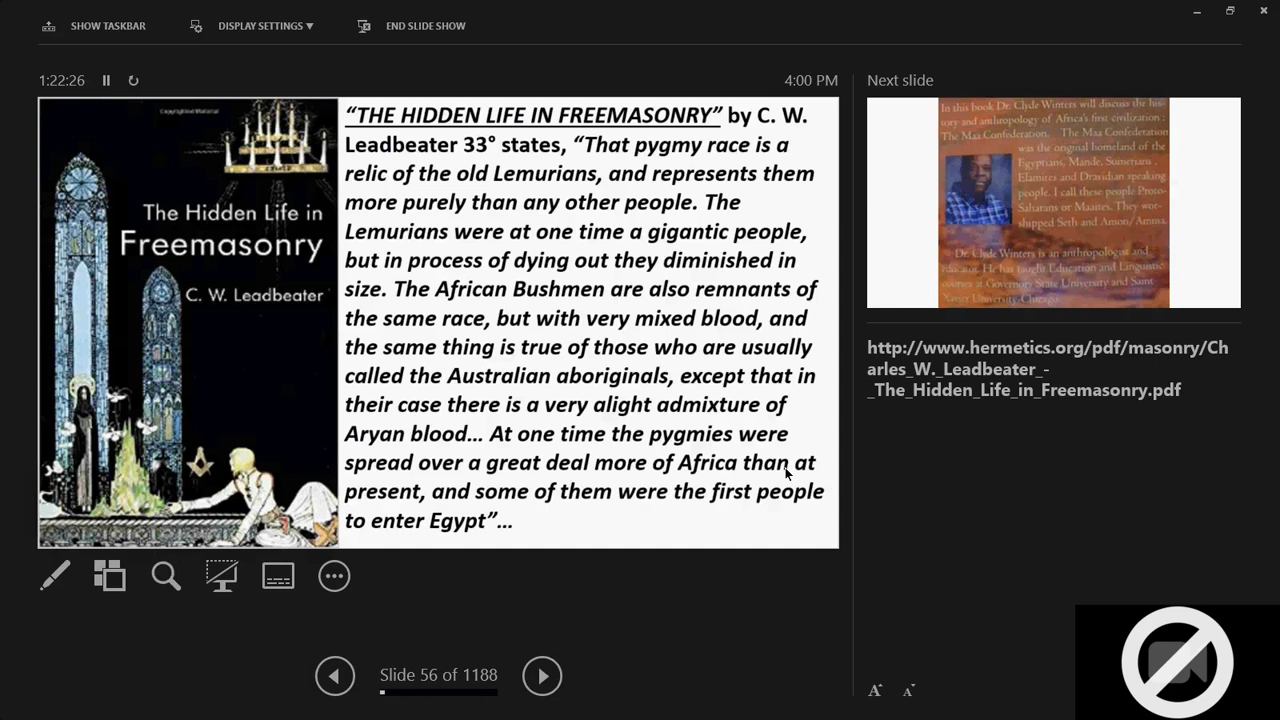 SHOW TASKBAR
DISPLAY SETTINGS ▼
END SLIDE SHOW
1:22:26
4:00 PM
Next slide
Copyrighted Material
The Hidden Life in
Freemasonry
C. W. Leadbeater
“THE HIDDEN LIFE IN FREEMASONRY” by C. W.
Leadbeater 33° states, “That pygmy race is a
relic of the old Lemurians, and represents them
more purely than any other people. The
Lemurians were at one time a gigantic people,
but in process of dying out they diminished in
size. The African Bushmen are also remnants of
the same race, but with very mixed blood, and
the same thing is true of those who are usually
called the Australian aboriginals, except that in
their case there is a very alight admixture of
Aryan blood… At one time the pygmies were
spread over a great deal more of Africa than at
present, and some of them were the first people
to enter Egypt”…
In this book Dr. Clyde Winters will discuss the his-
tory and anthropology of Africa's first civilization :
The Maa Confederation. The Maa Confederation
was the original homeland of the
Egyptians, Mande, Sumerians ,
Elamites and Dravidian speaking
people. I call these people Proto-
Saharans or Maaites. They wor-
shipped Seth and Amon/ Amma.
Dr. Clyde Winters is an anthropologist and
educator. He has taught Education and Linguistic
courses at Governors State University and Saint
Xavier University-Chicago.
http://www.hermetics.org/pdf/masonry/Ch
arles_W._Leadbeater_-
_The_Hidden_Life_in_Freemasonry.pdf
Slide 56 of 1188
A A